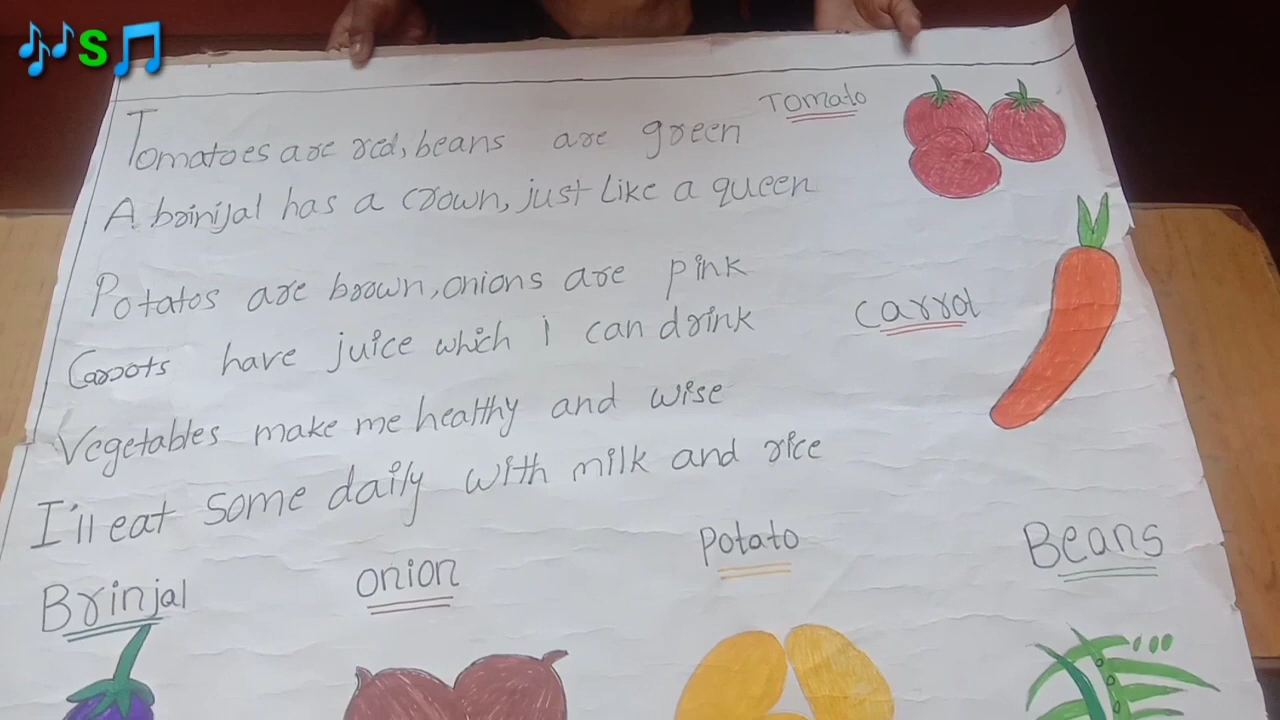 S
Tomatoes are red, beans are green
Tomato
A brinijal has a crown, just like a queen
Potatos are brown, onions are pink
Carrots have juice which i can drink
Carrot
Vegetables make me healthy and wise
I'll eat some daily with milk and rice
Brinjal
onion
Potato
Beans